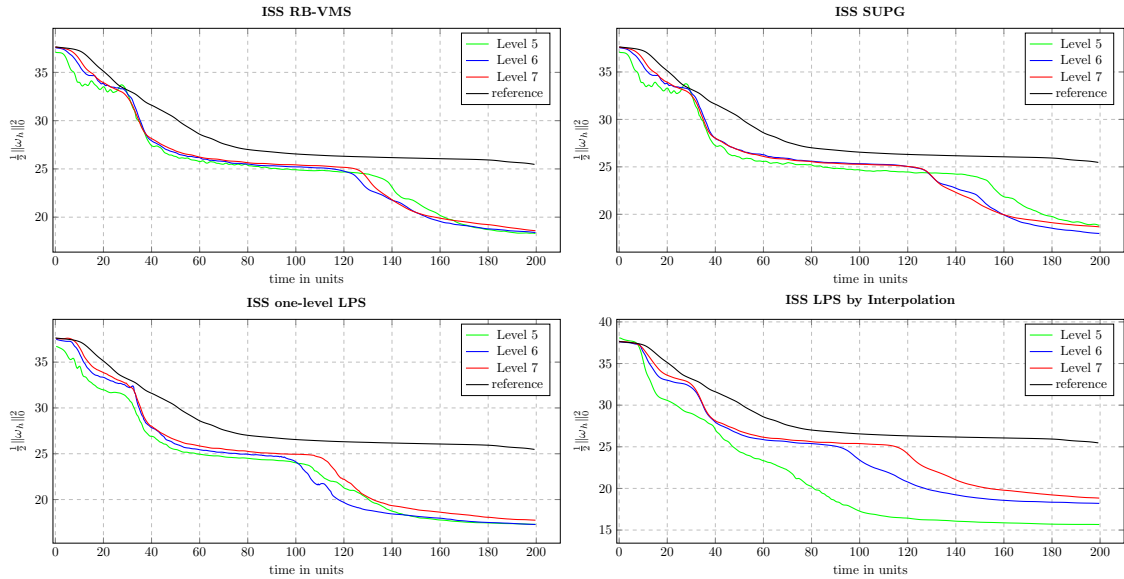 ISS RB-VMS
35
30
25
20
0 20 40 60 80 100 120 140 160 180 200
time in units
½‖ω_h‖²₀
Level 5
Level 6
Level 7
reference
ISS SUPG
35
30
25
20
0 20 40 60 80 100 120 140 160 180 200
time in units
½‖ω_h‖²₀
Level 5
Level 6
Level 7
reference
ISS one-level LPS
35
30
25
20
0 20 40 60 80 100 120 140 160 180 200
time in units
½‖ω_h‖²₀
Level 5
Level 6
Level 7
reference
ISS LPS by Interpolation
40
35
30
25
20
15
0 20 40 60 80 100 120 140 160 180 200
time in units
½‖ω_h‖²₀
Level 5
Level 6
Level 7
reference